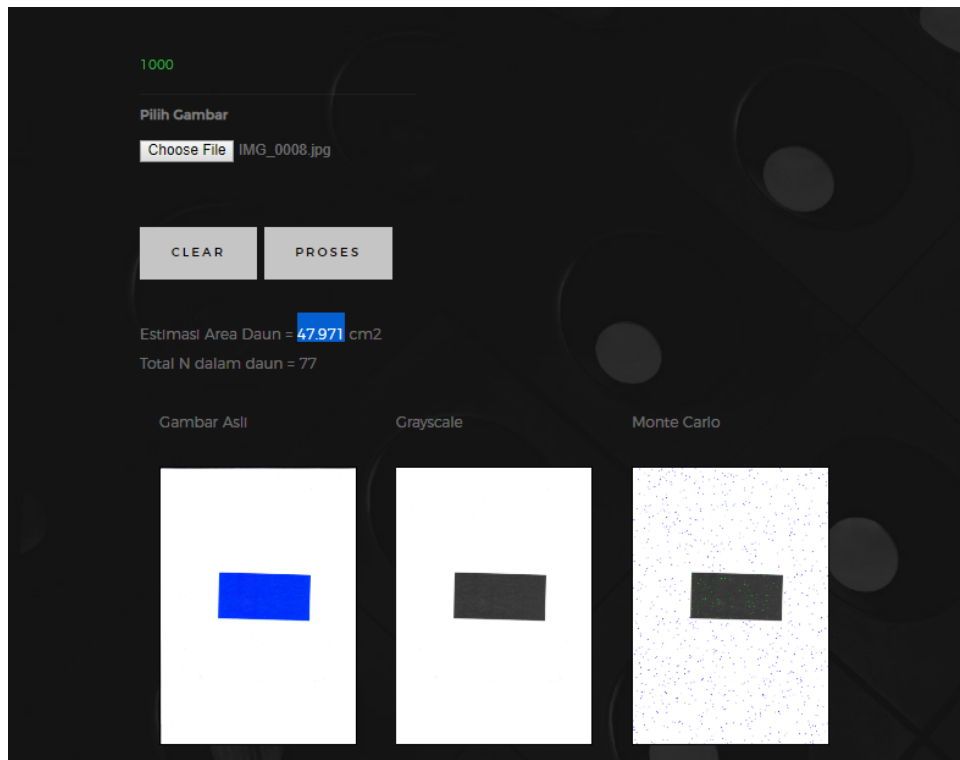 1000
Pilih Gambar
Choose File IMG_0008.jpg
CLEAR PROSES
Estimasi Area Daun = 47.971 cm2
Total N dalam daun = 77
Gambar Asli Grayscale Monte Carlo